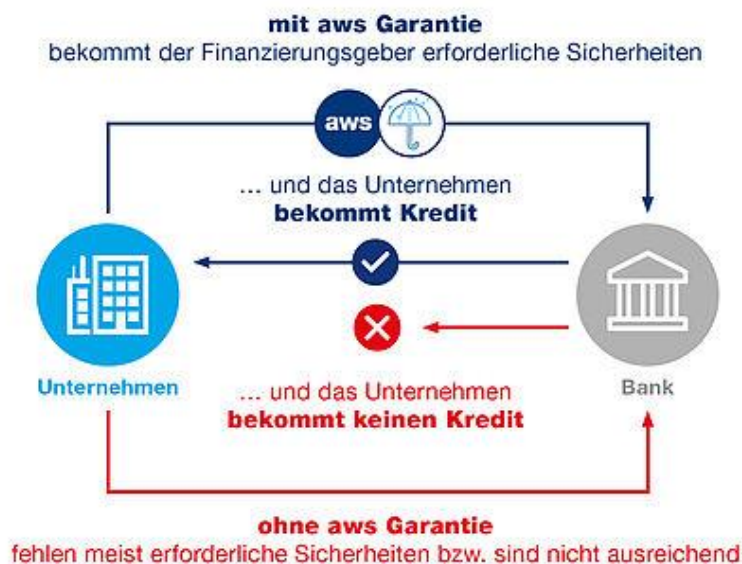 mit aws Garantie
bekommt der Finanzierungsgeber erforderliche Sicherheiten
aws
... und das Unternehmen
bekommt Kredit
Unternehmen
Bank
... und das Unternehmen
bekommt keinen Kredit
ohne aws Garantie
fehlen meist erforderliche Sicherheiten bzw. sind nicht ausreichend